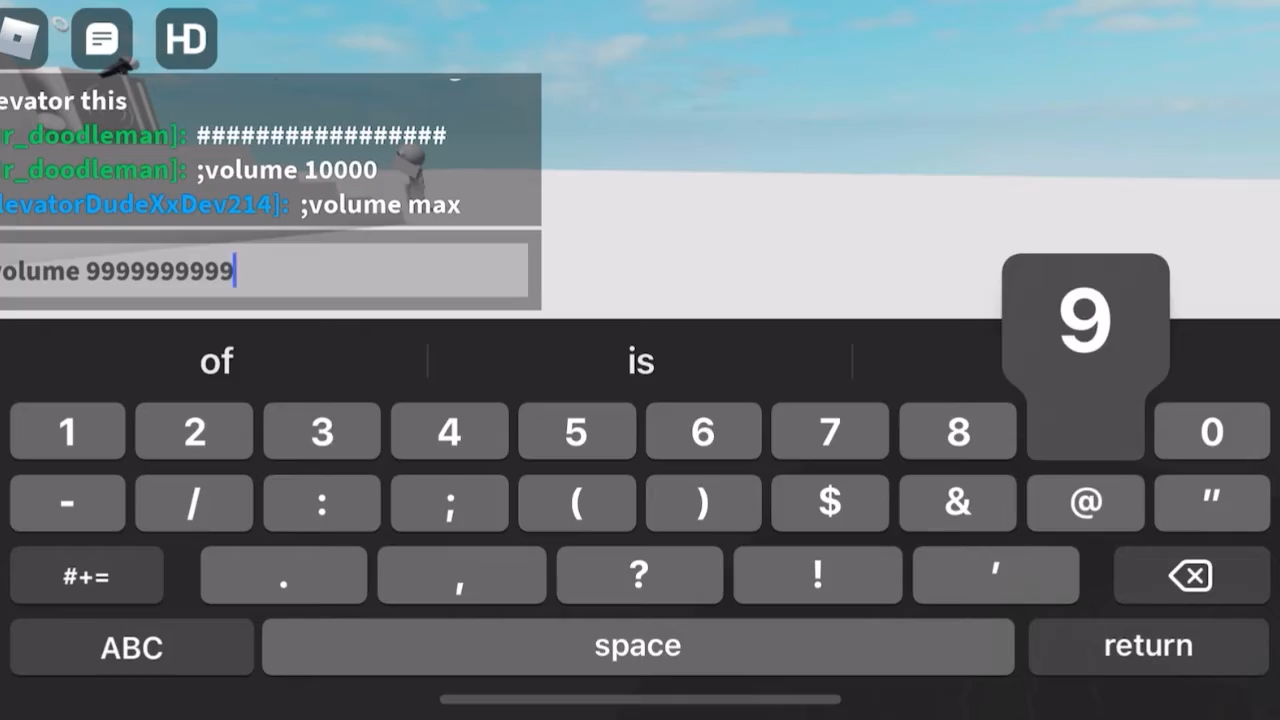 HD
evator this
r_doodleman]: #################
r_doodleman]: ;volume 10000
levatorDudeXxDev214]: ;volume max
volume 9999999999
of is
9
1 2 3 4 5 6 7 8 0
- / : ; ( ) $ & @ "
#+= . , ? ! '
ABC space return